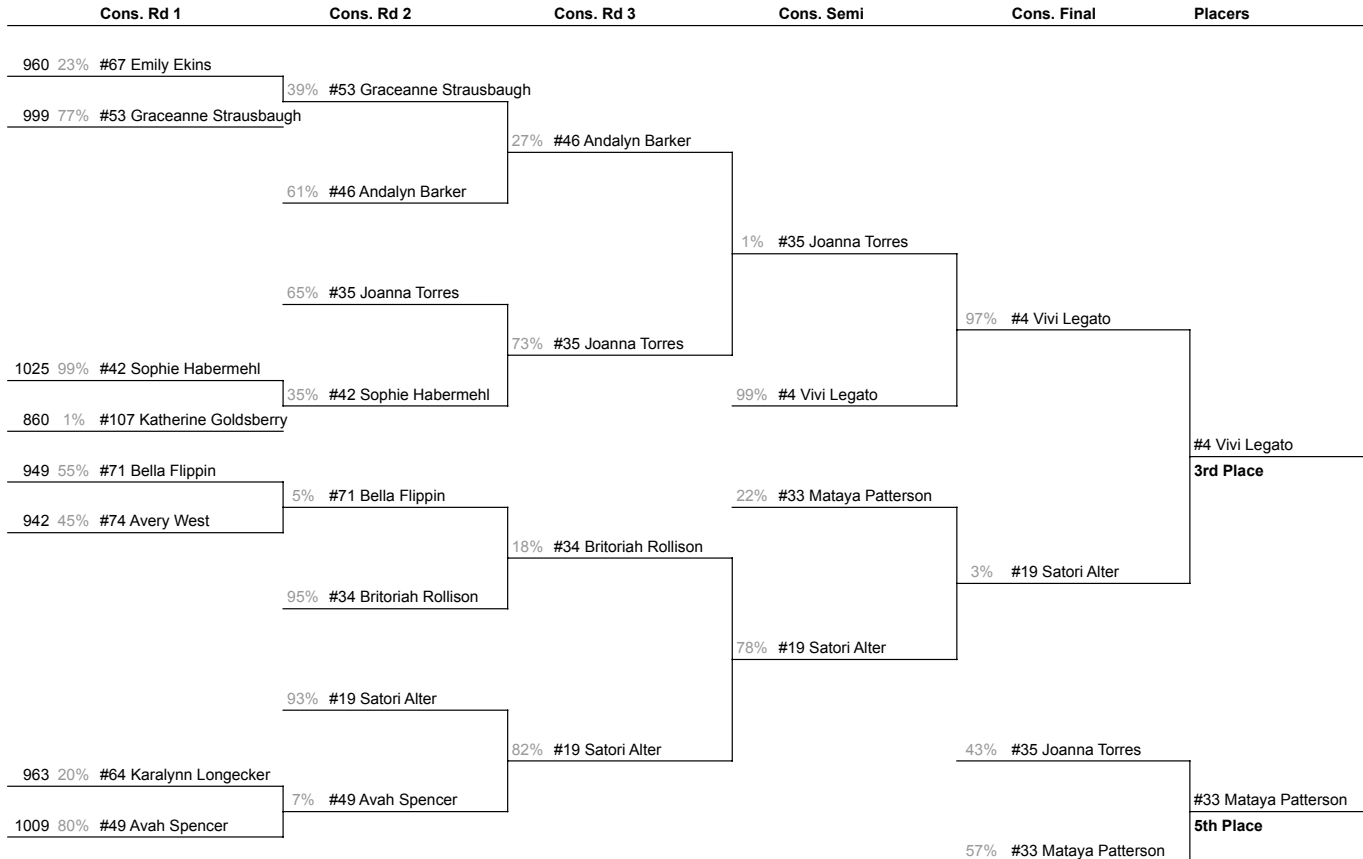 Cons. Rd 1 Cons. Rd 2 Cons. Rd 3 Cons. Semi Cons. Final Placers
960 23% #67 Emily Ekins
39% #53 Graceanne Strausbaugh
999 77% #53 Graceanne Strausbaugh
27% #46 Andalyn Barker
61% #46 Andalyn Barker
1% #35 Joanna Torres
65% #35 Joanna Torres
97% #4 Vivi Legato
73% #35 Joanna Torres
1025 99% #42 Sophie Habermehl
35% #42 Sophie Habermehl
99% #4 Vivi Legato
860 1% #107 Katherine Goldsberry
#4 Vivi Legato
949 55% #71 Bella Flippin
3rd Place
5% #71 Bella Flippin
22% #33 Mataya Patterson
942 45% #74 Avery West
18% #34 Britoriah Rollison
3% #19 Satori Alter
95% #34 Britoriah Rollison
78% #19 Satori Alter
93% #19 Satori Alter
82% #19 Satori Alter
43% #35 Joanna Torres
963 20% #64 Karalynn Longecker
7% #49 Avah Spencer
#33 Mataya Patterson
1009 80% #49 Avah Spencer
5th Place
57% #33 Mataya Patterson